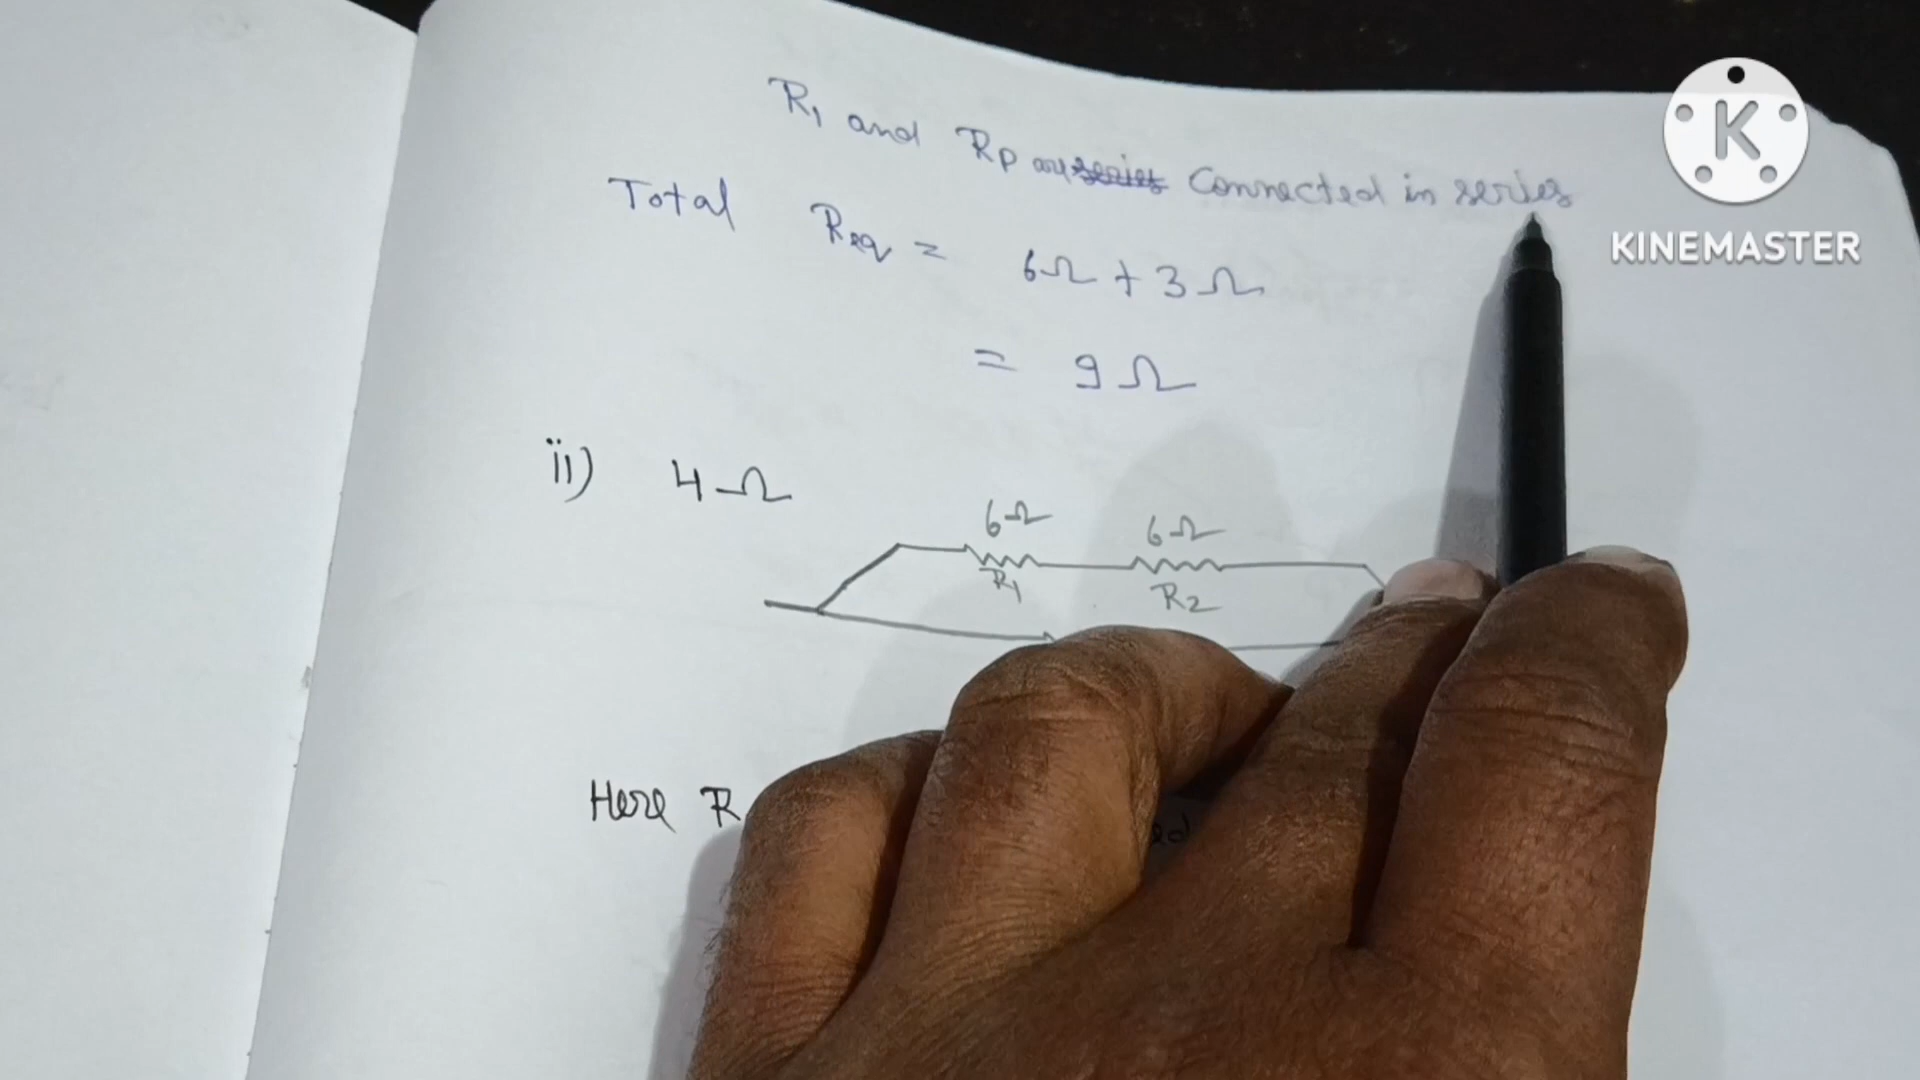 R1 and Rp are series Connected in series
Total Req = 6Ω + 3Ω
= 9Ω
ii) 4Ω
6Ω 6Ω
R1 R2
Here R
K
KINEMASTER